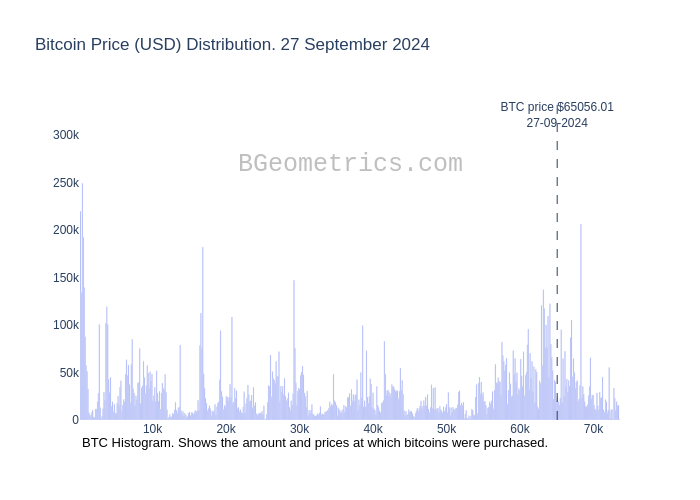 Bitcoin Price (USD) Distribution. 27 September 2024
BTC price $65056.01
27-09-2024
300k
BGeometrics.com
250k
200k
150k
100k
50k
0
10k 20k 30k 40k 50k 60k 70k
BTC Histogram. Shows the amount and prices at which bitcoins were purchased.